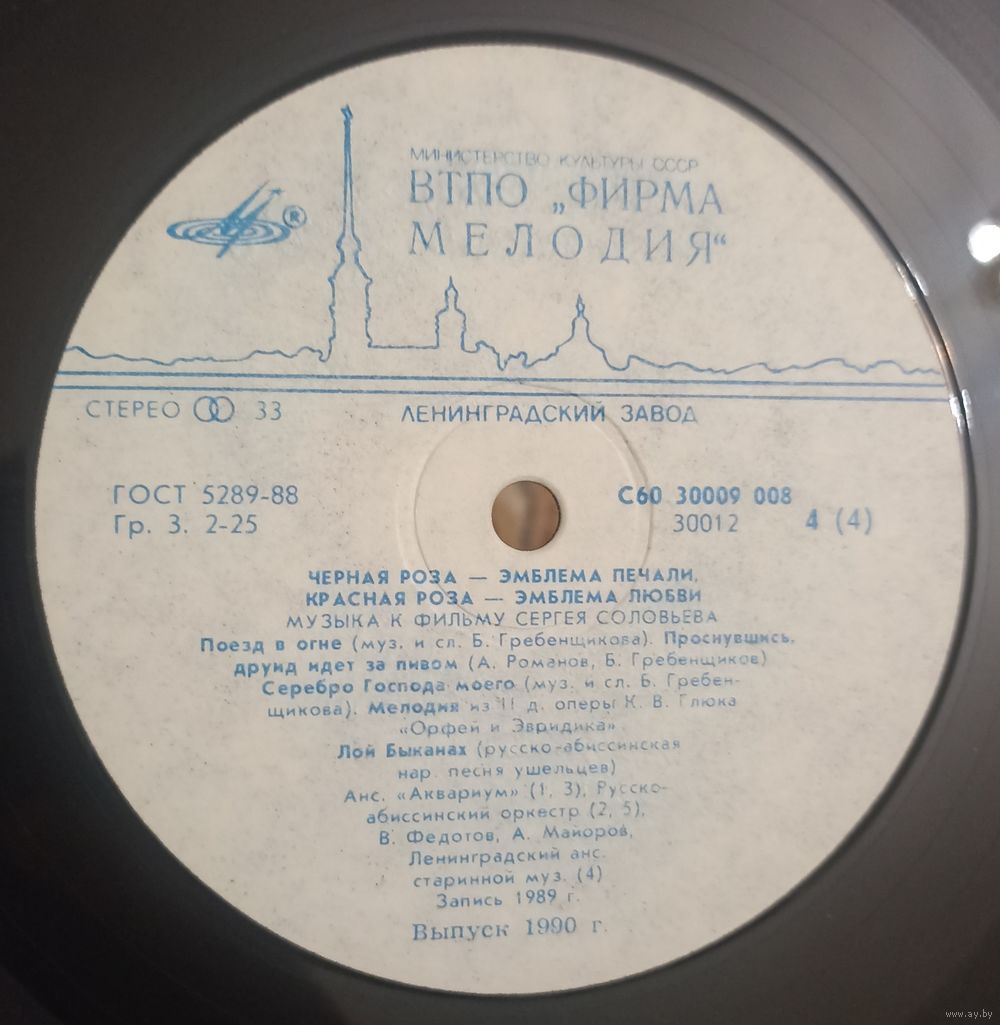 МИНИСТЕРСТВО КУЛЬТУРЫ СССР
ВТПО „ФИРМА
МЕЛОДИЯ“
®
СТЕРЕО 33
ЛЕНИНГРАДСКИЙ ЗАВОД
ГОСТ 5289-88
Гр. 3. 2-25
С60 30009 008
30012 4 (4)
ЧЕРНАЯ РОЗА — ЭМБЛЕМА ПЕЧАЛИ,
КРАСНАЯ РОЗА — ЭМБЛЕМА ЛЮБВИ
МУЗЫКА К ФИЛЬМУ СЕРГЕЯ СОЛОВЬЕВА
Поезд в огне (муз. и сл. Б. Гребенщикова). Проснувшись,
друид идет за пивом (А. Романов, Б. Гребенщиков)
Серебро Господа моего (муз. и сл. Б. Гребен-
щикова). Мелодия из II д. оперы К. В. Глюка
«Орфей и Эвридика».
Лой Быканах (русско-абиссинская
нар. песня ушельцев)
Анс. «Аквариум» (1, 3), Русско-
абиссинский оркестр (2, 5),
В. Федотов, А. Майоров,
Ленинградский анс.
старинной муз. (4)
Запись 1989 г.
Выпуск 1990 г.
www.ay.by